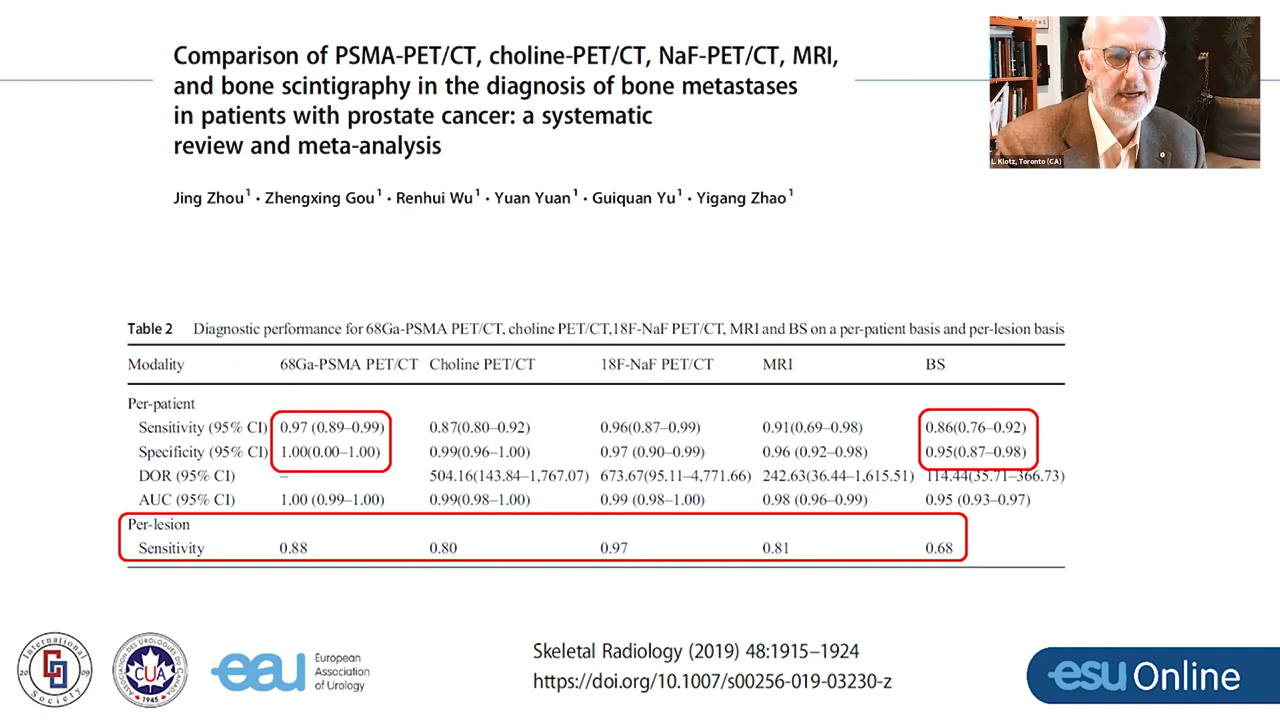 Comparison of PSMA-PET/CT, choline-PET/CT, NaF-PET/CT, MRI,
and bone scintigraphy in the diagnosis of bone metastases
in patients with prostate cancer: a systematic
review and meta-analysis
Jing Zhou¹ • Zhengxing Gou¹ • Renhui Wu¹ • Yuan Yuan¹ • Guiquan Yu¹ • Yigang Zhao¹
L. Klotz, Toronto (CA)
Table 2 Diagnostic performance for 68Ga-PSMA PET/CT, choline PET/CT,18F-NaF PET/CT, MRI and BS on a per-patient basis and per-lesion basis
Modality 68Ga-PSMA PET/CT Choline PET/CT 18F-NaF PET/CT MRI BS
Per-patient
Sensitivity (95% CI) 0.97 (0.89–0.99) 0.87(0.80–0.92) 0.96(0.87–0.99) 0.91(0.69–0.98) 0.86(0.76–0.92)
Specificity (95% CI) 1.00(0.00–1.00) 0.99(0.96–1.00) 0.97 (0.90–0.99) 0.96 (0.92–0.98) 0.95(0.87–0.98)
DOR (95% CI) – 504.16(143.84–1,767.07) 673.67(95.11–4,771.66) 242.63(36.44–1,615.51) 114.44(35.71–366.73)
AUC (95% CI) 1.00 (0.99–1.00) 0.99(0.98–1.00) 0.99 (0.98–1.00) 0.98 (0.96–0.99) 0.95 (0.93–0.97)
Per-lesion
Sensitivity 0.88 0.80 0.97 0.81 0.68
International
20 09
Society
ASSOCIATION DES UROLOGUES DU CANADA
CUA
1945
eau
European
Association
of Urology
Skeletal Radiology (2019) 48:1915–1924
https://doi.org/10.1007/s00256-019-03230-z
esu Online